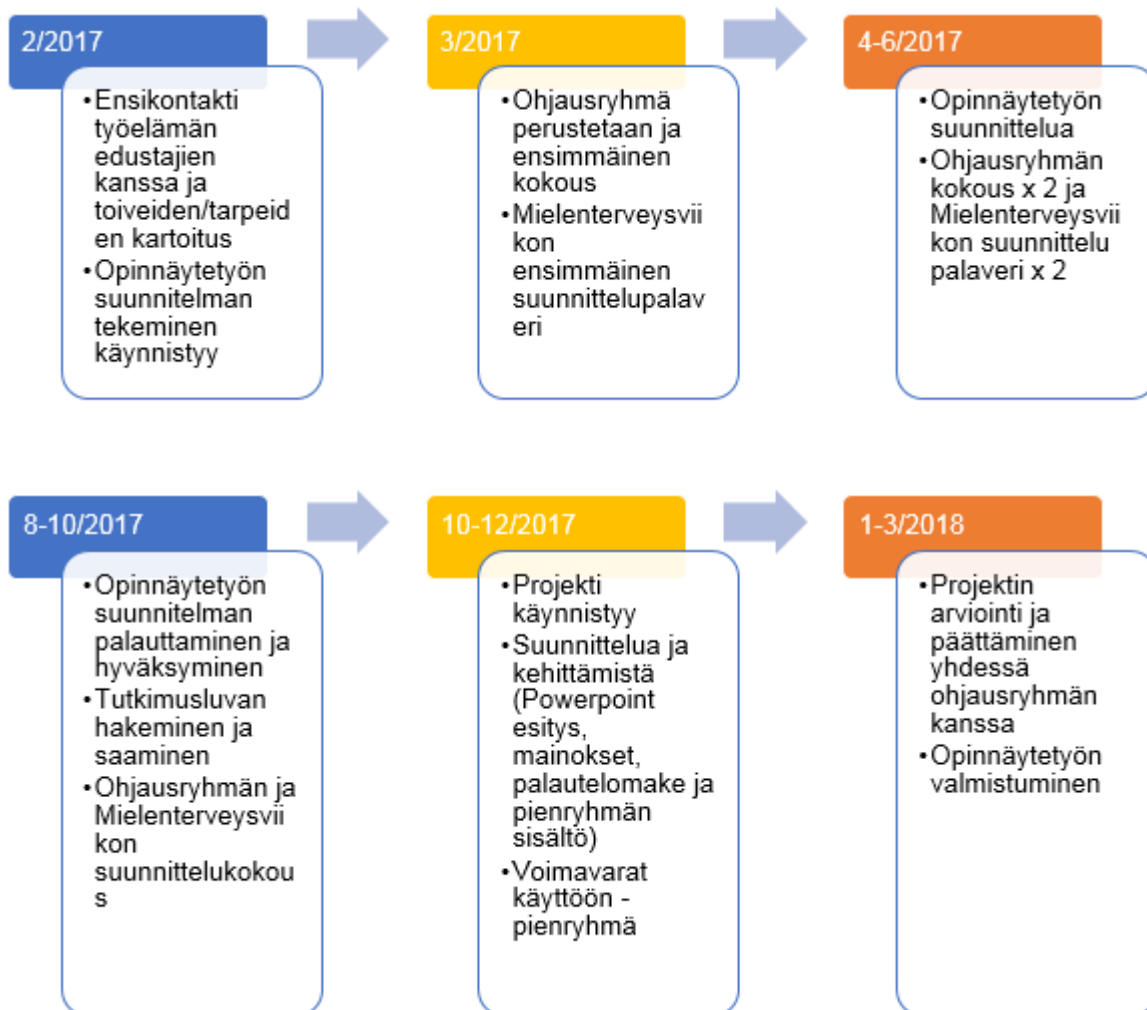 2/2017
•Ensikontakti
työelämän
edustajien
kanssa ja
toiveiden/tarpeid
en kartoitus
•Opinnäytetyön
suunnitelman
tekeminen
käynnistyy
3/2017
•Ohjausryhmä
perustetaan ja
ensimmäinen
kokous
•Mielenterveysvii
kon
ensimmäinen
suunnittelupalav
eri
4-6/2017
•Opinnäytetyön
suunnittelua
•Ohjausryhmän
kokous x 2 ja
Mielenterveysvii
kon suunnittelu
palaveri x 2
8-10/2017
•Opinnäytetyön
suunnitelman
palauttaminen ja
hyväksyminen
•Tutkimusluvan
hakeminen ja
saaminen
•Ohjausryhmän ja
Mielenterveysvii
kon
suunnittelukokou
s
10-12/2017
•Projekti
käynnistyy
•Suunnittelua ja
kehittämistä
(Powerpoint
esitys,
mainokset,
palautelomake ja
pienryhmän
sisältö)
•Voimavarat
käyttöön -
pienryhmä
1-3/2018
•Projektin
arviointi ja
päättäminen
yhdessä
ohjausryhmän
kanssa
•Opinnäytetyön
valmistuminen